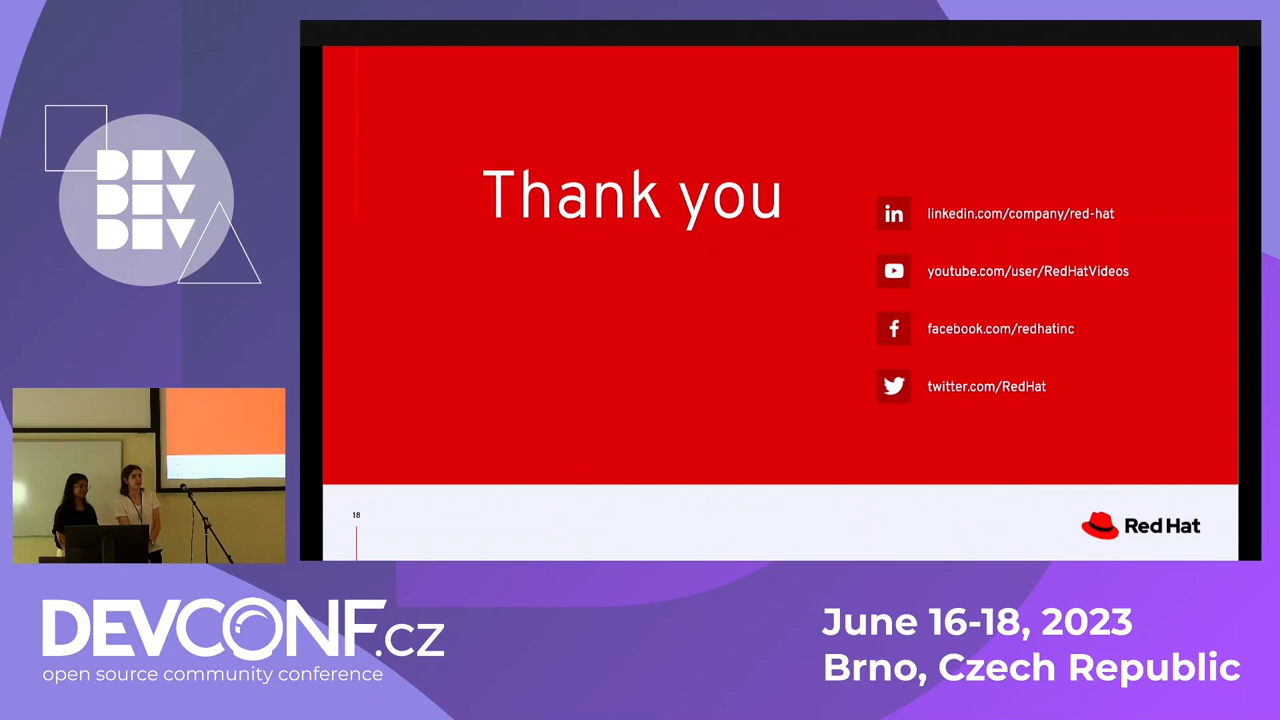 DEV
DEV
DEV
Thank you
linkedin.com/company/red-hat
youtube.com/user/RedHatVideos
facebook.com/redhatinc
twitter.com/RedHat
18
Red Hat
DEVCONF.cz
open source community conference
June 16-18, 2023
Brno, Czech Republic